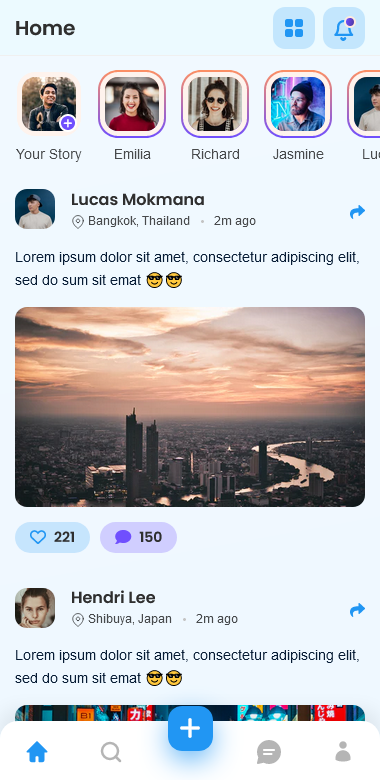 Home
Your Story
Emilia
Richard
Jasmine
Luc
Lucas Mokmana
Bangkok, Thailand • 2m ago
Lorem ipsum dolor sit amet, consectetur adipiscing elit,
sed do sum sit emat 😎😎
221
150
Hendri Lee
Shibuya, Japan • 2m ago
Lorem ipsum dolor sit amet, consectetur adipiscing elit,
sed do sum sit emat 😎😎